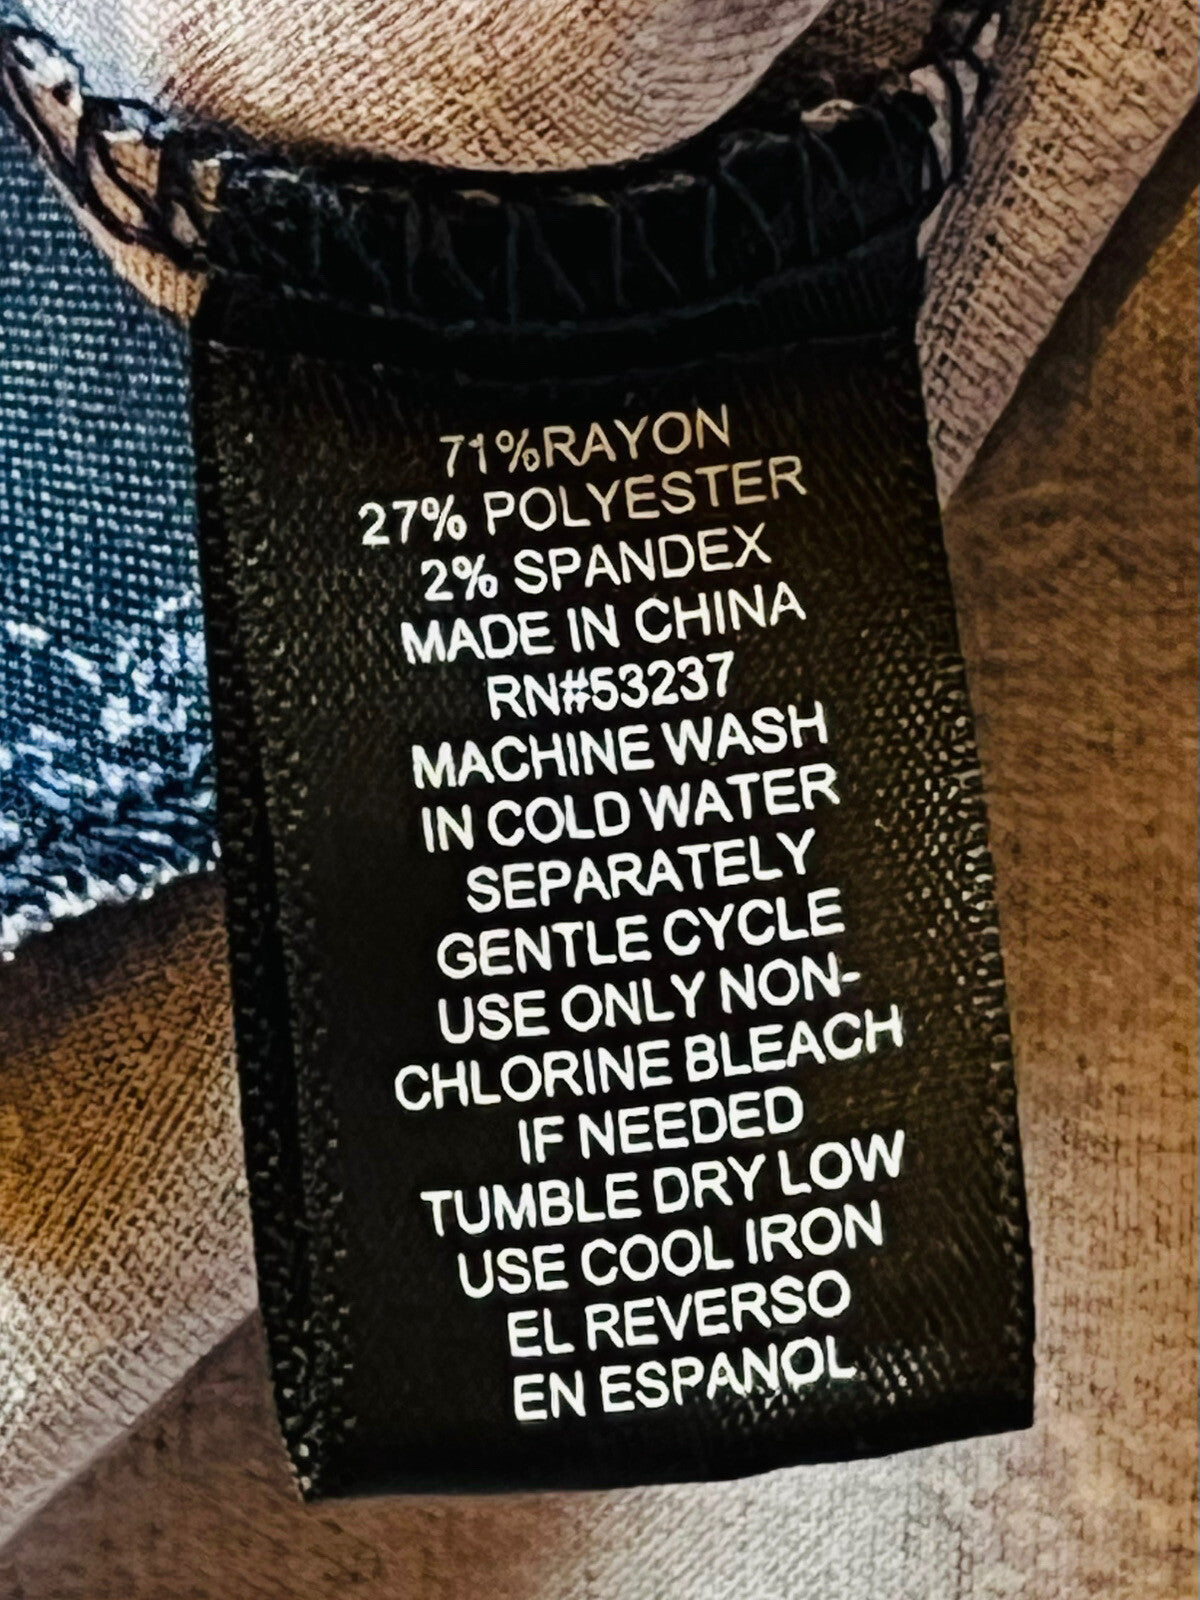 71%RAYON
27% POLYESTER
2% SPANDEX
MADE IN CHINA
RN#53237
MACHINE WASH
IN COLD WATER
SEPARATELY
GENTLE CYCLE
USE ONLY NON-
CHLORINE BLEACH
IF NEEDED
TUMBLE DRY LOW
USE COOL IRON
EL REVERSO
EN ESPANOL